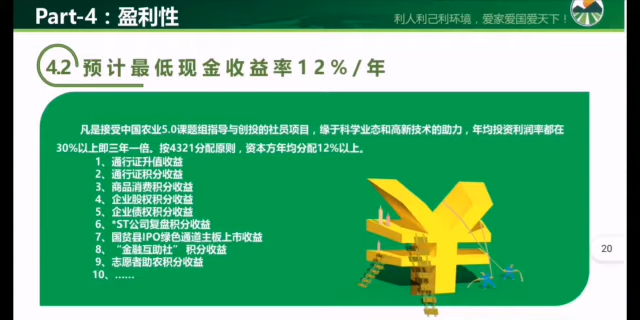 Part-4：盈利性
利人利己利环境，爱家爱国爱天下！
4.2 预计最低现金收益率12%/年
凡是接受中国农业5.0课题组指导与创投的社员项目，缘于科学业态和高新技术的助力，年均投资利润率都在
30%以上即三年一倍。按4321分配原则，资本方年均分配12%以上。
1、通行证升值收益
2、通行证积分收益
3、商品消费积分收益
4、企业股权积分收益
5、企业债权积分收益
6、*ST公司复盘积分收益
7、国贫县IPO绿色通道主板上市收益
8、“金融互助社” 积分收益
9、志愿者助农积分收益
10、……
20